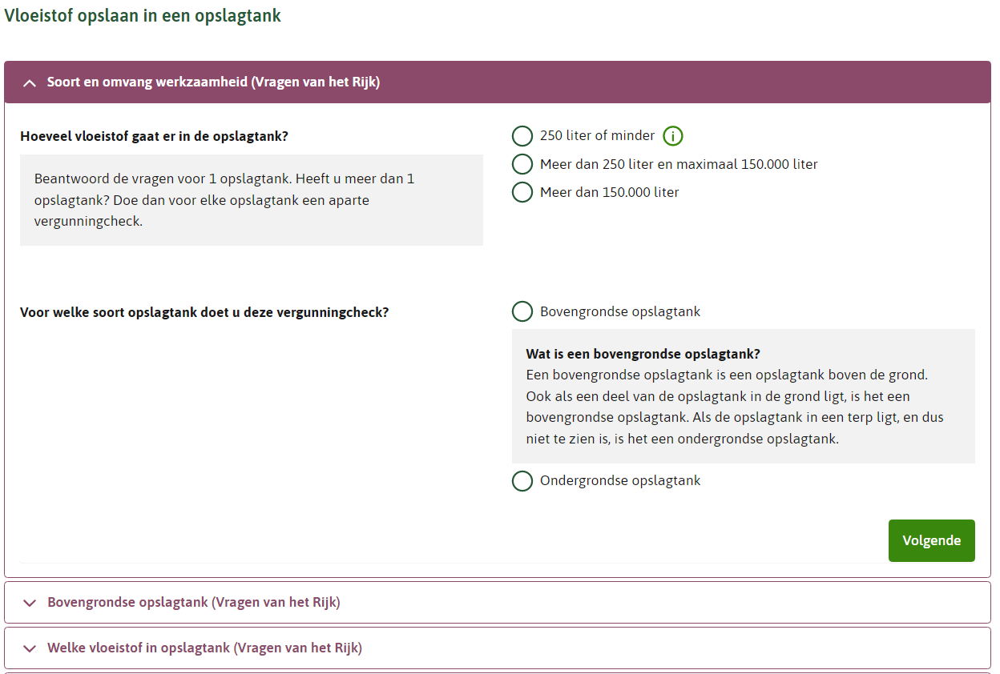 Vloeistof opslaan in een opslagtank
Soort en omvang werkzaamheid (Vragen van het Rijk)
Hoeveel vloeistof gaat er in de opslagtank?
Beantwoord de vragen voor 1 opslagtank. Heeft u meer dan 1
opslagtank? Doe dan voor elke opslagtank een aparte
vergunningcheck.
250 liter of minder
Meer dan 250 liter en maximaal 150.000 liter
Meer dan 150.000 liter
Voor welke soort opslagtank doet u deze vergunningcheck?
Bovengrondse opslagtank
Wat is een bovengrondse opslagtank?
Een bovengrondse opslagtank is een opslagtank boven de grond.
Ook als een deel van de opslagtank in de grond ligt, is het een
bovengrondse opslagtank. Als de opslagtank in een terp ligt, en dus
niet te zien is, is het een ondergrondse opslagtank.
Ondergrondse opslagtank
Volgende
Bovengrondse opslagtank (Vragen van het Rijk)
Welke vloeistof in opslagtank (Vragen van het Rijk)